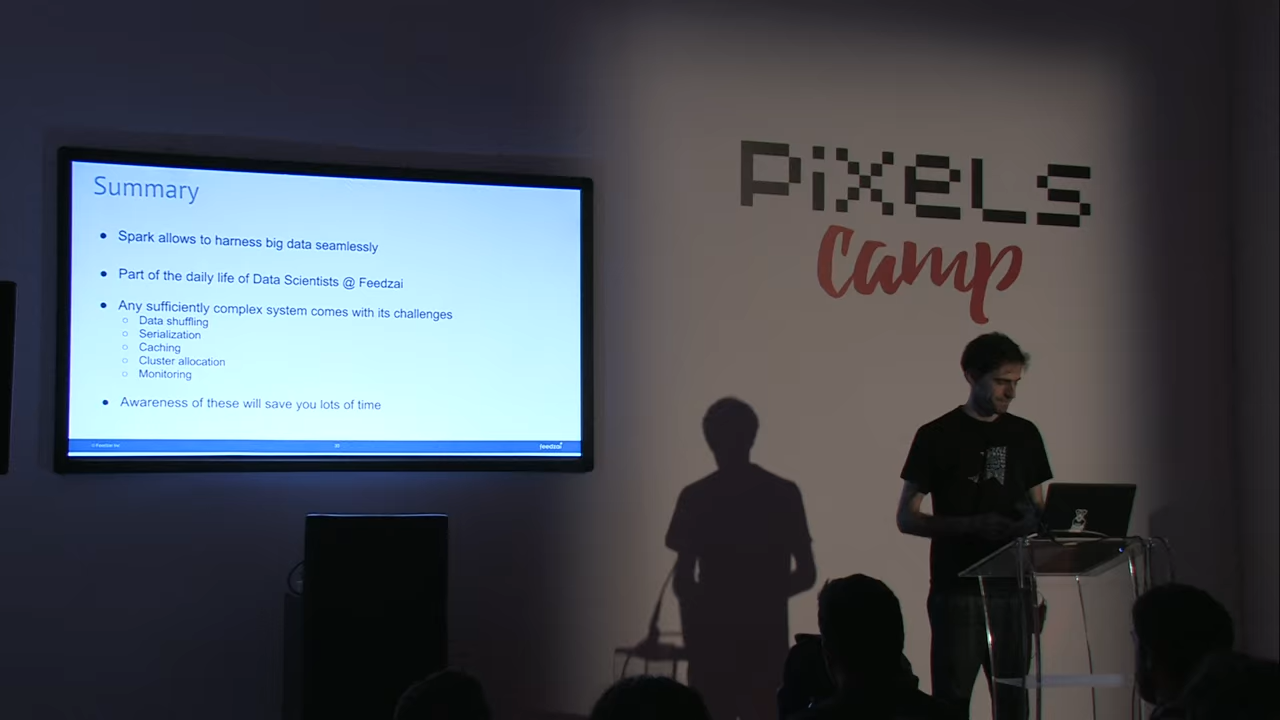 Summary
• Spark allows to harness big data seamlessly
• Part of the daily life of Data Scientists @ Feedzai
• Any sufficiently complex system comes with its challenges
○ Data shuffling
○ Serialization
○ Caching
○ Cluster allocation
○ Monitoring
• Awareness of these will save you lots of time
feedzai
pixels
Camp